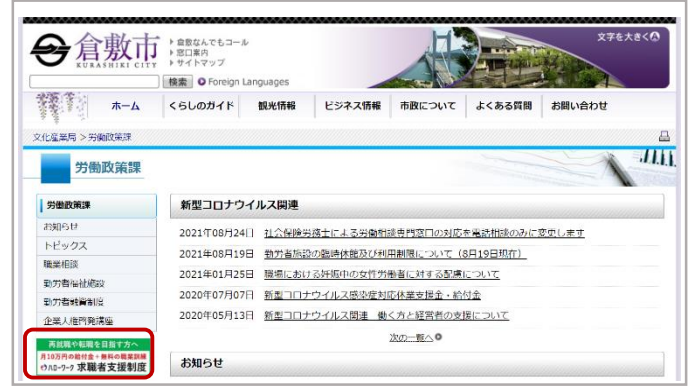 倉敷市
KURASHIKI CITY
倉敷なんでもコール
窓口案内
サイトマップ
文字を大きく
検索 Foreign Languages
ホーム くらしのガイド 観光情報 ビジネス情報 市政について よくある質問 お問い合わせ
文化産業局 > 労働政策課
労働政策課
労働政策課
お知らせ
トピックス
職業相談
勤労者福祉施設
勤労者融資制度
企業人権啓発講座
再就職や転職を目指す方へ
月10万円の給付金+無料の職業訓練
ハローワーク 求職者支援制度
新型コロナウイルス関連
2021年08月24日 社会保険労務士による労働相談専門窓口の対応を電話相談のみに変更します
2021年08月19日 勤労者施設の臨時休館及び利用制限について(8月19日現在)
2021年01月25日 職場における妊娠中の女性労働者に対する配慮について
2020年07月07日 新型コロナウイルス感染症対応休業支援金・給付金
2020年05月13日 新型コロナウイルス関連 働く方と経営者の支援について
次の一覧へ
お知らせ